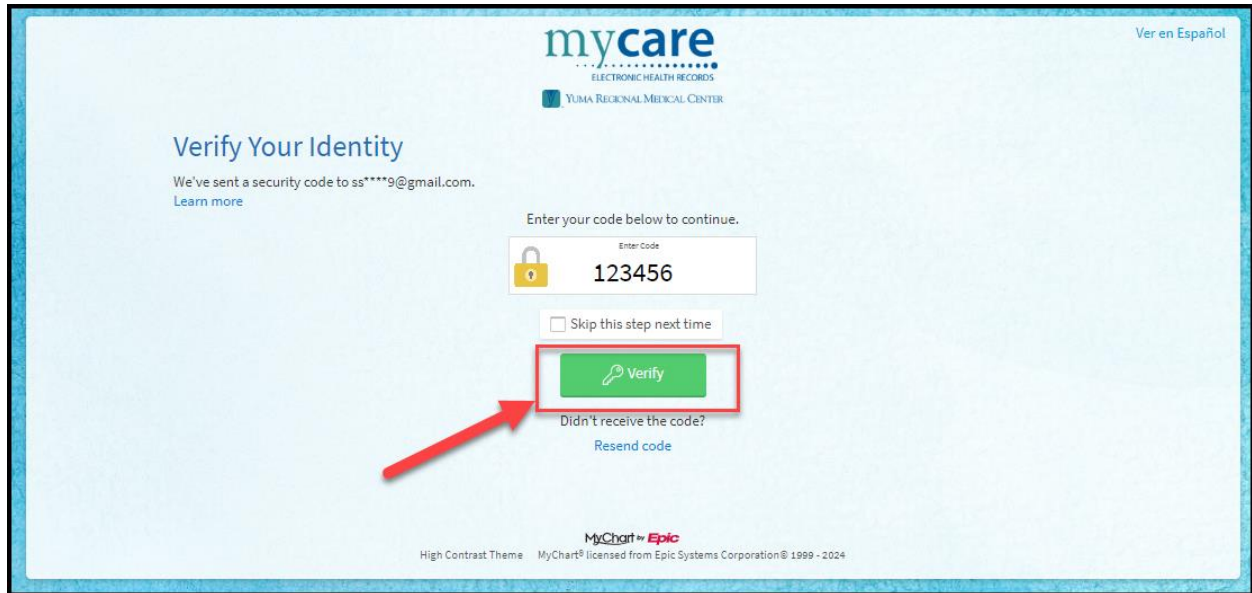 mycare
Ver en Español
ELECTRONIC HEALTH RECORDS
YUMA REGIONAL MEDICAL CENTER
Verify Your Identity
We've sent a security code to ss****9@gmail.com.
Learn more
Enter your code below to continue.
Enter Code
123456
Skip this step next time
Verify
Didn't receive the code?
Resend code
MyChart by Epic
High Contrast Theme MyChart® licensed from Epic Systems Corporation© 1999 - 2024